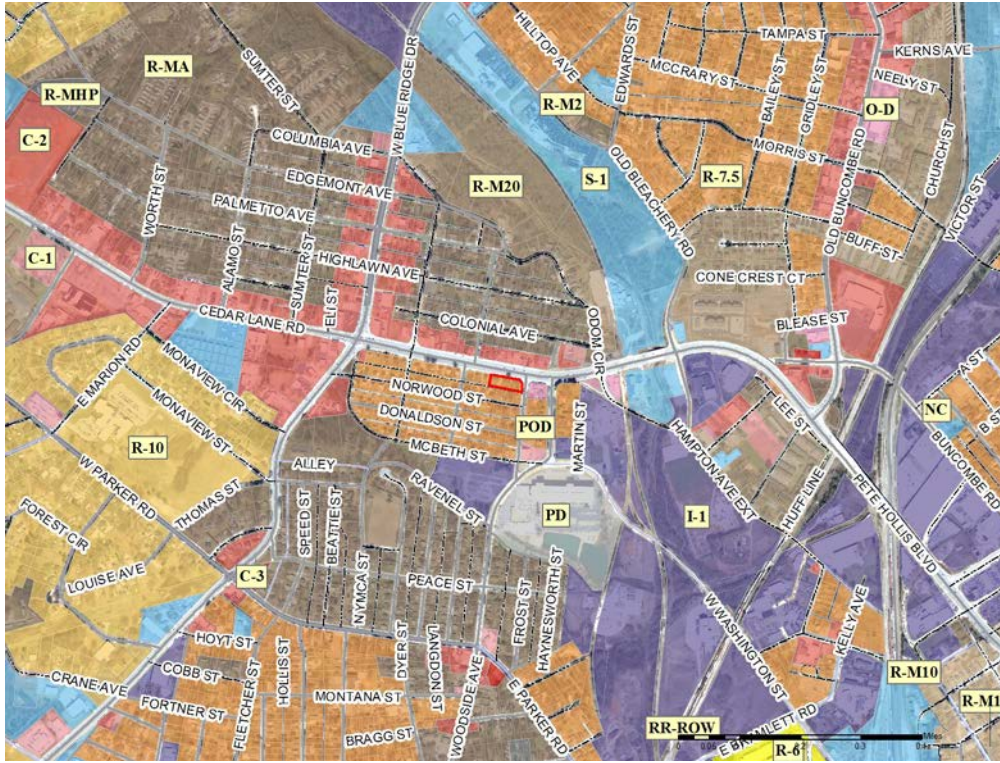 TAMPA ST
HILLTOP AVE
EDWARDS ST
KERNS AVE
R-MA
SUMTER ST
W BLUE RIDGE DR
MCCRARY ST
BAILEY ST
GRIDLEY ST
NEELY ST
R-MHP
R-M2
O-D
C-2
COLUMBIA AVE
MORRIS ST
CHURCH ST
EDGEMONT AVE
R-M20
S-1
R-7.5
OLD BLEACHERY RD
OLD BUNCOMBE RD
VICTOR ST
WORTH ST
PALMETTO AVE
ALAMO ST
SUMTER ST
BUFF ST
C-1
HIGHLAWN AVE
CONE CREST CT
CEDAR LANE RD
ELI ST
COLONIAL AVE
ODOM CIR
BLEASE ST
E MARION RD
MONAVIEW CIR
NORWOOD ST
A ST
MONAVIEW ST
DONALDSON ST
POD
MARTIN ST
LEE ST
NC
B S
R-10
MCBETH ST
HAMPTON AVE EXT
BUNCOMBE RD
W PARKER RD
ALLEY
RAVENEL ST
HUFF LINE
PETE HOLLIS BLVD
THOMAS ST
SPEED ST
BEATTIE ST
PD
I-1
FOREST CIR
LOUISE AVE
C-3
NYMCA ST
PEACE ST
FROST ST
HAYNESWORTH ST
W WASHINGTON ST
KELLY AVE
HOYT ST
HOLLIS ST
DYER ST
LANGDON ST
COBB ST
R-M10
CRANE AVE
FLETCHER ST
MONTANA ST
WOODSIDE AVE
E PARKER RD
R-M1
FORTNER ST
BRAGG ST
RR-ROW
E BRAMLETT RD
Miles
R-6